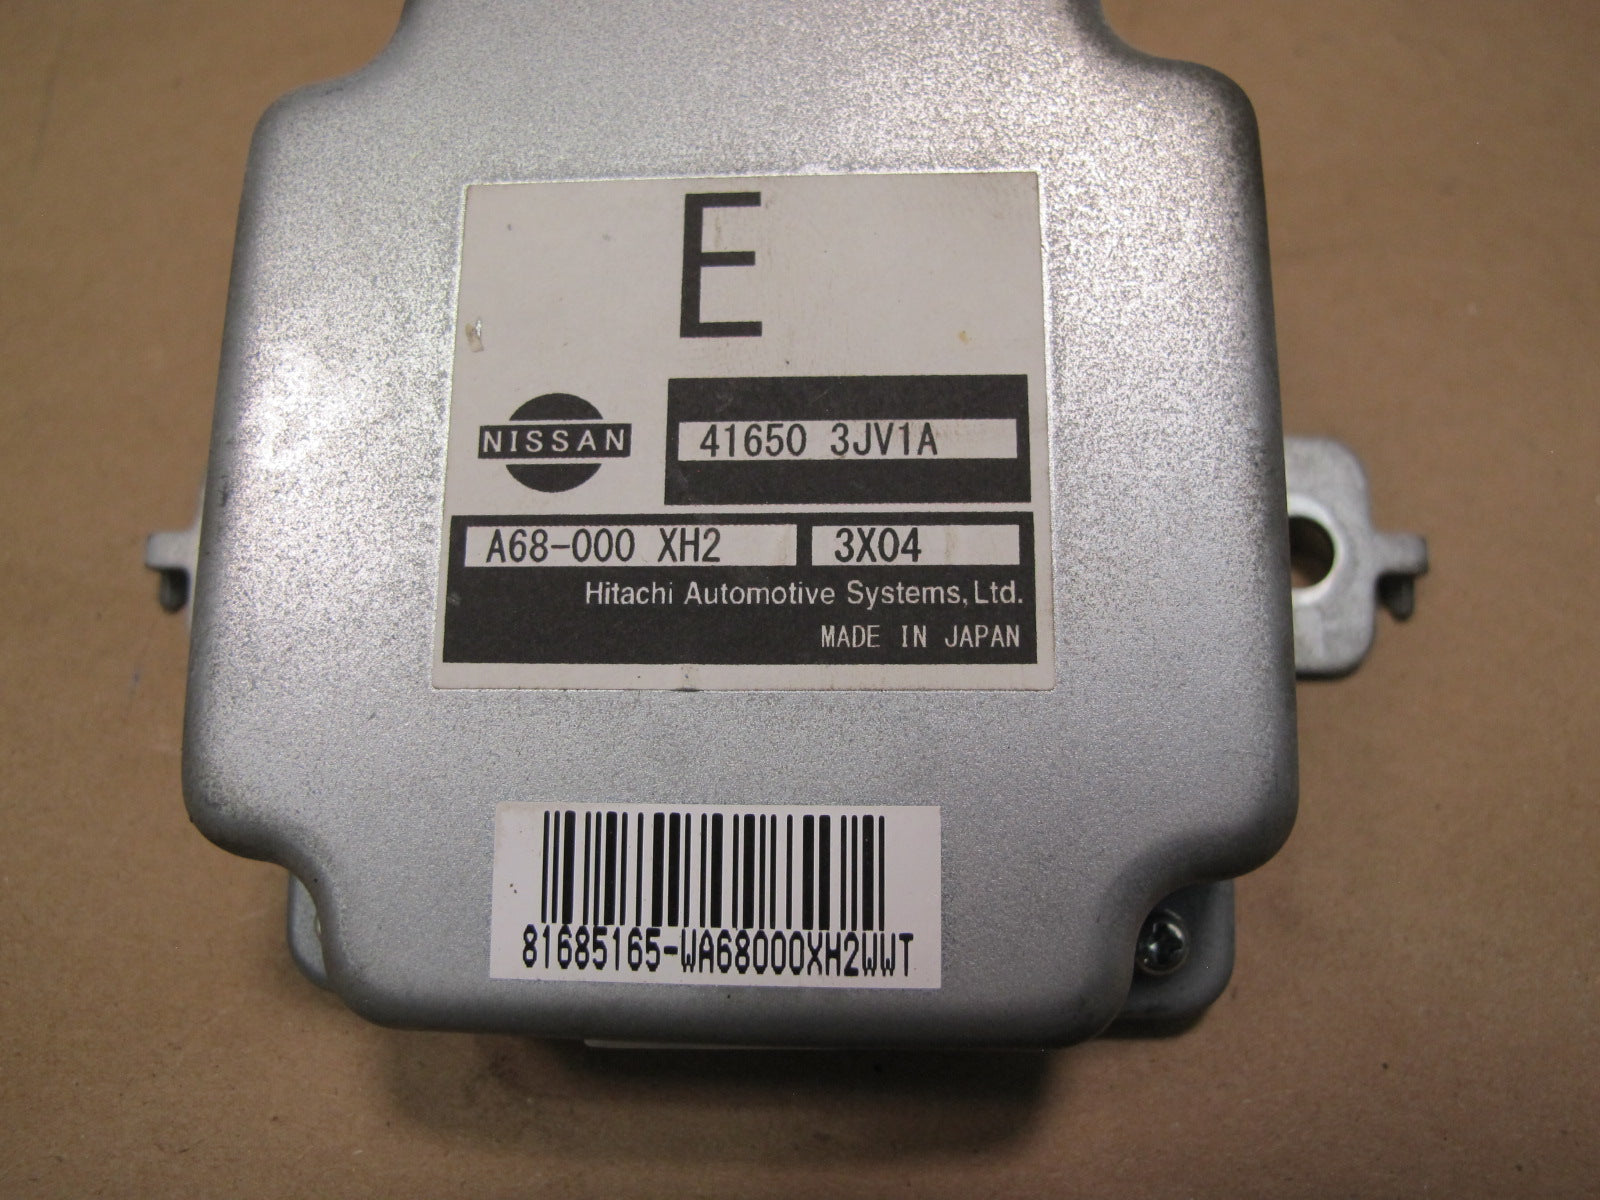 E
NISSAN
41650 3JV1A
A68-000 XH2 3X04
Hitachi Automotive Systems, Ltd.
MADE IN JAPAN
81685165-WA68000XH2WWT